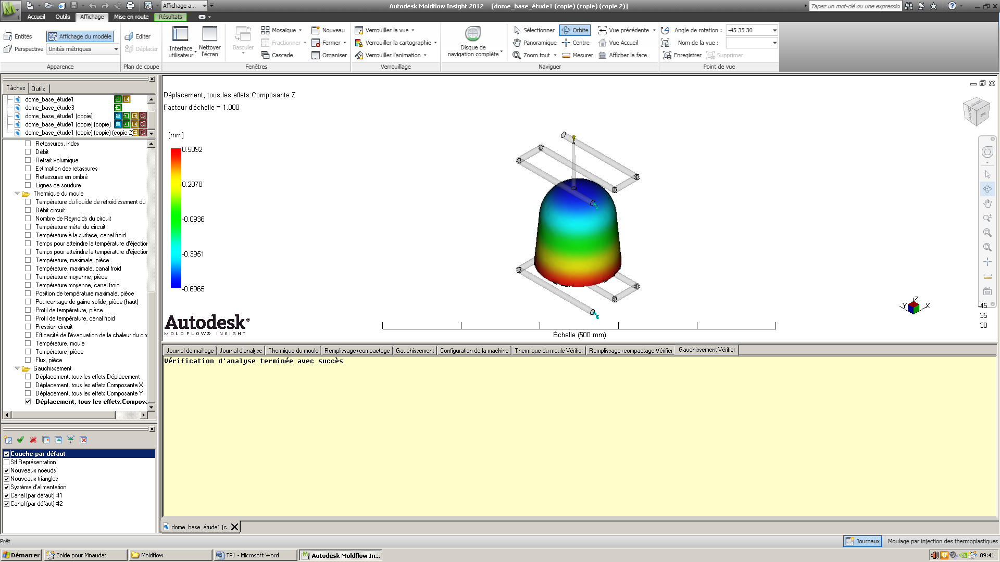 Affichage a...
Autodesk Moldflow Insight 2012 [dome_base_étude1 (copie) (copie) (copie 2)]
Tapez un mot-clé ou une expressio
Accueil Outils Affichage Mise en route Résultats
Entités Affichage du modèle
Perspective Unités métriques
Apparence
Editer
Déplacer
Plan de coupe
Interface utilisateur
Nettoyer l'écran
Basculer
Mosaïque Nouveau
Fractionner Fermer
Cascade Organiser
Fenêtres
Verrouiller la vue
Verrouiller la cartographie
Verrouiller l'animation
Verrouillage
Disque de navigation complète
Sélectionner Orbite Vue précédente
Panoramique Centre Vue Accueil
Zoom tout Mesurer Afficher la face
Naviguer
Angle de rotation : -45 35 30
Nom de la vue :
Enregistrer Supprimer
Point de vue
Tâches Outils
dome_base_étude1
dome_base_étude3
dome_base_étude1 (copie)
dome_base_étude1 (copie) (copie)
dome_base_étude1 (copie) (copie) (copie 2)
Retassures, index
Débit
Retrait volumique
Estimation des retassures
Retassures en ombré
Lignes de soudure
Thermique du moule
Température du liquide de refroidissement du
Débit circuit
Nombre de Reynolds du circuit
Température métal du circuit
Température à la surface, canal froid
Temps pour atteindre la température d'éjection
Temps pour atteindre la température d'éjection
Température, maximale, pièce
Température, maximale, canal froid
Température moyenne, pièce
Température moyenne, canal froid
Position de température maximale, pièce
Pourcentage de gaine solide, pièce (haut)
Profil de température, pièce
Profil de température, canal froid
Pression circuit
Efficacité de l'évacuation de la chaleur du circ
Température, moule
Température, pièce
Flux, pièce
Gauchissement
Déplacement, tous les effets:Déplacement
Déplacement, tous les effets:Composante X
Déplacement, tous les effets:Composante Y
Déplacement, tous les effets:Composa
Couche par défaut
Stl Représentation
Nouveaux noeuds
Nouveaux triangles
Système d'alimentation
Canal (par défaut) #1
Canal (par défaut) #2
Déplacement, tous les effets:Composante Z
Facteur d'échelle = 1.000
[mm]
0.5092
0.2078
-0.0936
-0.3951
-0.6965
Autodesk®
MOLDFLOW® INSIGHT
Échelle (500 mm)
Z
Y X
-45
35
30
Journal de maillage Journal d'analyse Thermique du moule Remplissage+compactage Gauchissement Configuration de la machine Thermique du moule-Vérifier Remplissage+compactage-Vérifier Gauchissement-Vérifier
Vérification d'analyse terminée avec succès
dome_base_étude1 (c..
Prêt
Journaux Moulage par injection des thermoplastiques
Démarrer Solde pour Mnaudat Moldflow TP1 - Microsoft Word Autodesk Moldflow In... 09:41